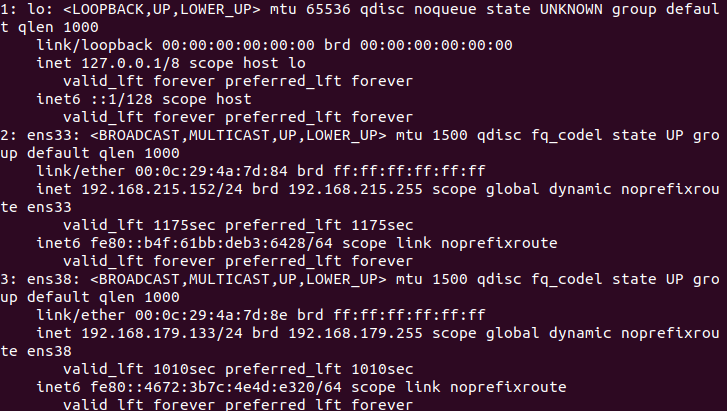 1: lo: <LOOPBACK,UP,LOWER_UP> mtu 65536 qdisc noqueue state UNKNOWN group defaul
t qlen 1000
    link/loopback 00:00:00:00:00:00 brd 00:00:00:00:00:00
    inet 127.0.0.1/8 scope host lo
       valid_lft forever preferred_lft forever
    inet6 ::1/128 scope host
       valid_lft forever preferred_lft forever
2: ens33: <BROADCAST,MULTICAST,UP,LOWER_UP> mtu 1500 qdisc fq_codel state UP gro
up default qlen 1000
    link/ether 00:0c:29:4a:7d:84 brd ff:ff:ff:ff:ff:ff
    inet 192.168.215.152/24 brd 192.168.215.255 scope global dynamic noprefixrou
te ens33
       valid_lft 1175sec preferred_lft 1175sec
    inet6 fe80::b4f:61bb:deb3:6428/64 scope link noprefixroute
       valid_lft forever preferred_lft forever
3: ens38: <BROADCAST,MULTICAST,UP,LOWER_UP> mtu 1500 qdisc fq_codel state UP gro
up default qlen 1000
    link/ether 00:0c:29:4a:7d:8e brd ff:ff:ff:ff:ff:ff
    inet 192.168.179.133/24 brd 192.168.179.255 scope global dynamic noprefixrou
te ens38
       valid_lft 1010sec preferred_lft 1010sec
    inet6 fe80::4672:3b7c:4e4d:e320/64 scope link noprefixroute
       valid_lft forever preferred_lft forever